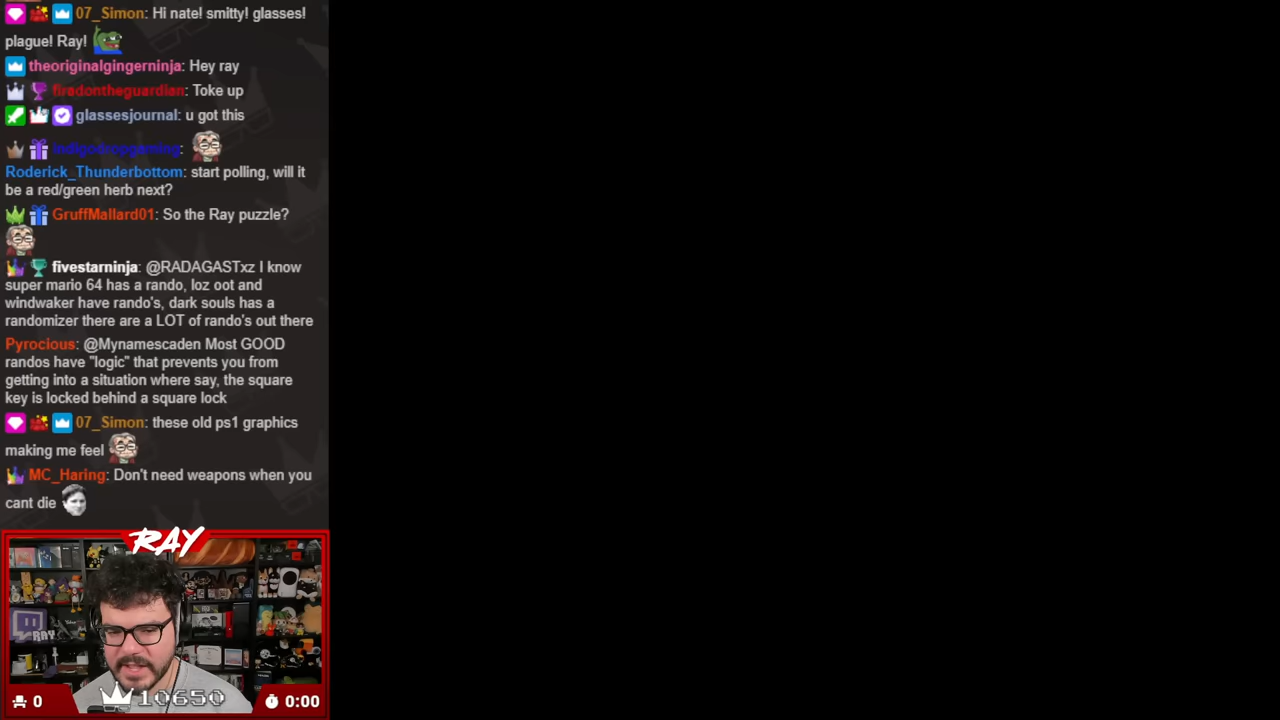 07_Simon: Hi nate! smitty! glasses!
plague! Ray!
theoriginalgingerninja: Hey ray
firadontheguardian: Toke up
glassesjournal: u got this
indigodropgaming:
Roderick_Thunderbottom: start polling, will it
be a red/green herb next?
GruffMallard01: So the Ray puzzle?
fivestarninja: @RADAGASTxz I know
super mario 64 has a rando, loz oot and
windwaker have rando's, dark souls has a
randomizer there are a LOT of rando's out there
Pyrocious: @Mynamescaden Most GOOD
randos have "logic" that prevents you from
getting into a situation where say, the square
key is locked behind a square lock
07_Simon: these old ps1 graphics
making me feel
MC_Haring: Don't need weapons when you
cant die
RAY
RAY
0
10650
0:00